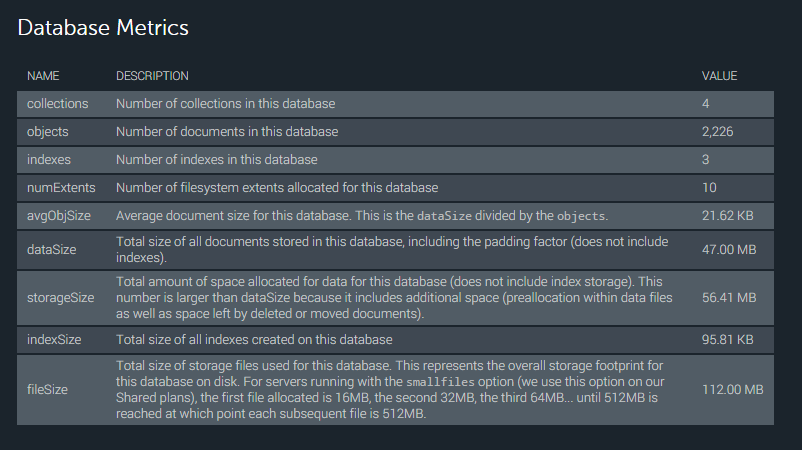 Database Metrics
NAME DESCRIPTION VALUE
collections Number of collections in this database 4
objects Number of documents in this database 2,226
indexes Number of indexes in this database 3
numExtents Number of filesystem extents allocated for this database 10
avgObjSize Average document size for this database. This is the dataSize divided by the objects. 21.62 KB
dataSize Total size of all documents stored in this database, including the padding factor (does not include
indexes). 47.00 MB
storageSize Total amount of space allocated for data for this database (does not include index storage). This
number is larger than dataSize because it includes additional space (preallocation within data files
as well as space left by deleted or moved documents). 56.41 MB
indexSize Total size of all indexes created on this database 95.81 KB
fileSize Total size of storage files used for this database. This represents the overall storage footprint for
this database on disk. For servers running with the smallfiles option (we use this option on our
Shared plans), the first file allocated is 16MB, the second 32MB, the third 64MB... until 512MB is
reached at which point each subsequent file is 512MB. 112.00 MB